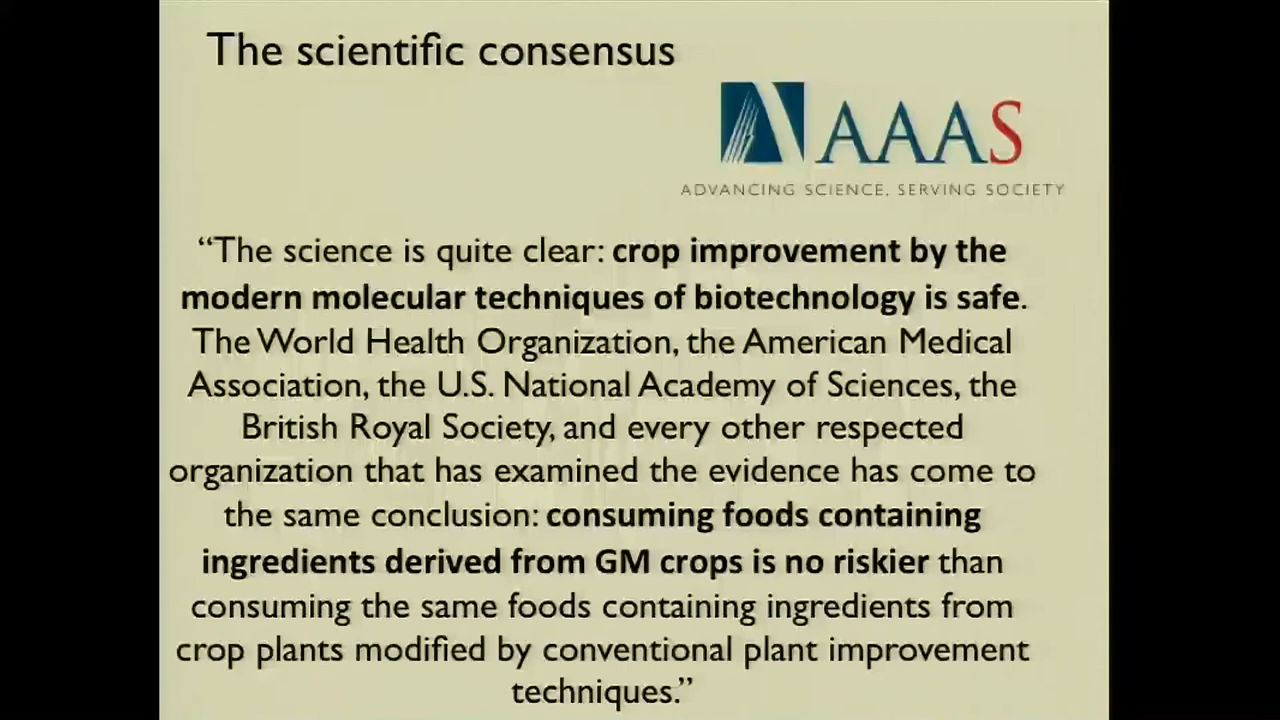 The scientific consensus
AAAS
ADVANCING SCIENCE, SERVING SOCIETY
“The science is quite clear: crop improvement by the
modern molecular techniques of biotechnology is safe.
The World Health Organization, the American Medical
Association, the U.S. National Academy of Sciences, the
British Royal Society, and every other respected
organization that has examined the evidence has come to
the same conclusion: consuming foods containing
ingredients derived from GM crops is no riskier than
consuming the same foods containing ingredients from
crop plants modified by conventional plant improvement
techniques.”